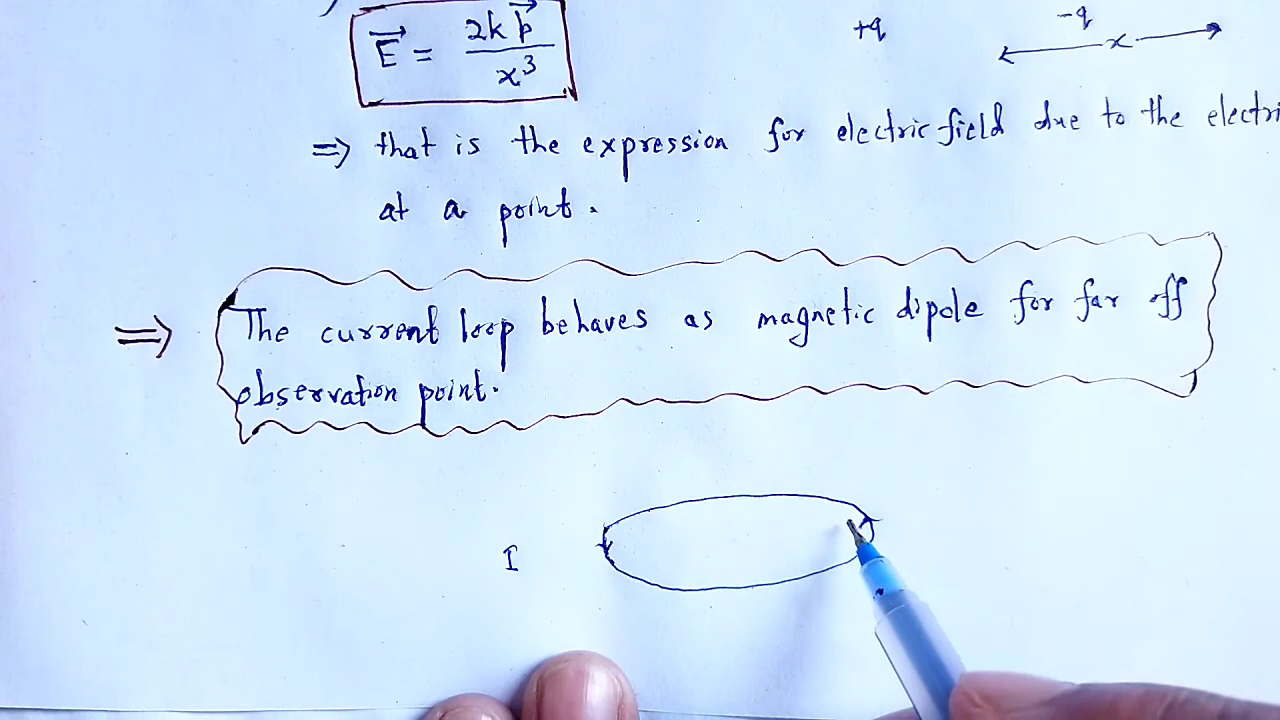 E⃗ = 2k p⃗ / x³
+q -q
x
⇒ that is the expression for electric field due to the electri
at a point.
⇒ The current loop behaves as magnetic dipole for far off
observation point.
I